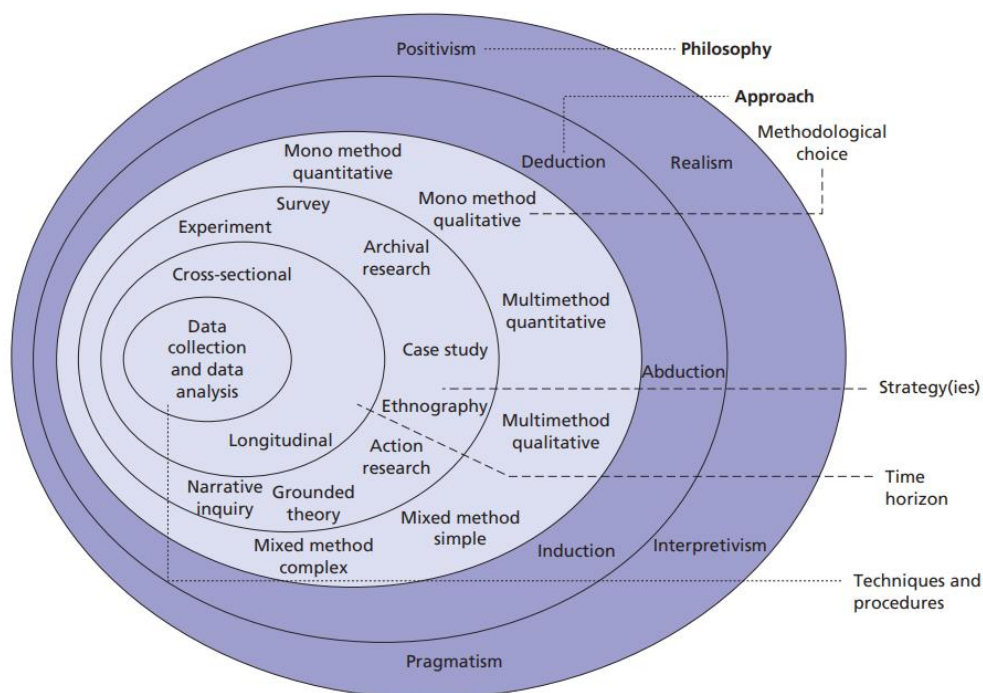 Positivism
Philosophy
Approach
Methodological
choice
Mono method
quantitative
Deduction
Realism
Survey
Mono method
qualitative
Experiment
Archival
research
Cross-sectional
Multimethod
quantitative
Data
collection
and data
analysis
Case study
Abduction
Strategy(ies)
Ethnography
Multimethod
qualitative
Longitudinal
Action
research
Time
horizon
Narrative
inquiry
Grounded
theory
Mixed method
simple
Mixed method
complex
Induction
Interpretivism
Techniques and
procedures
Pragmatism